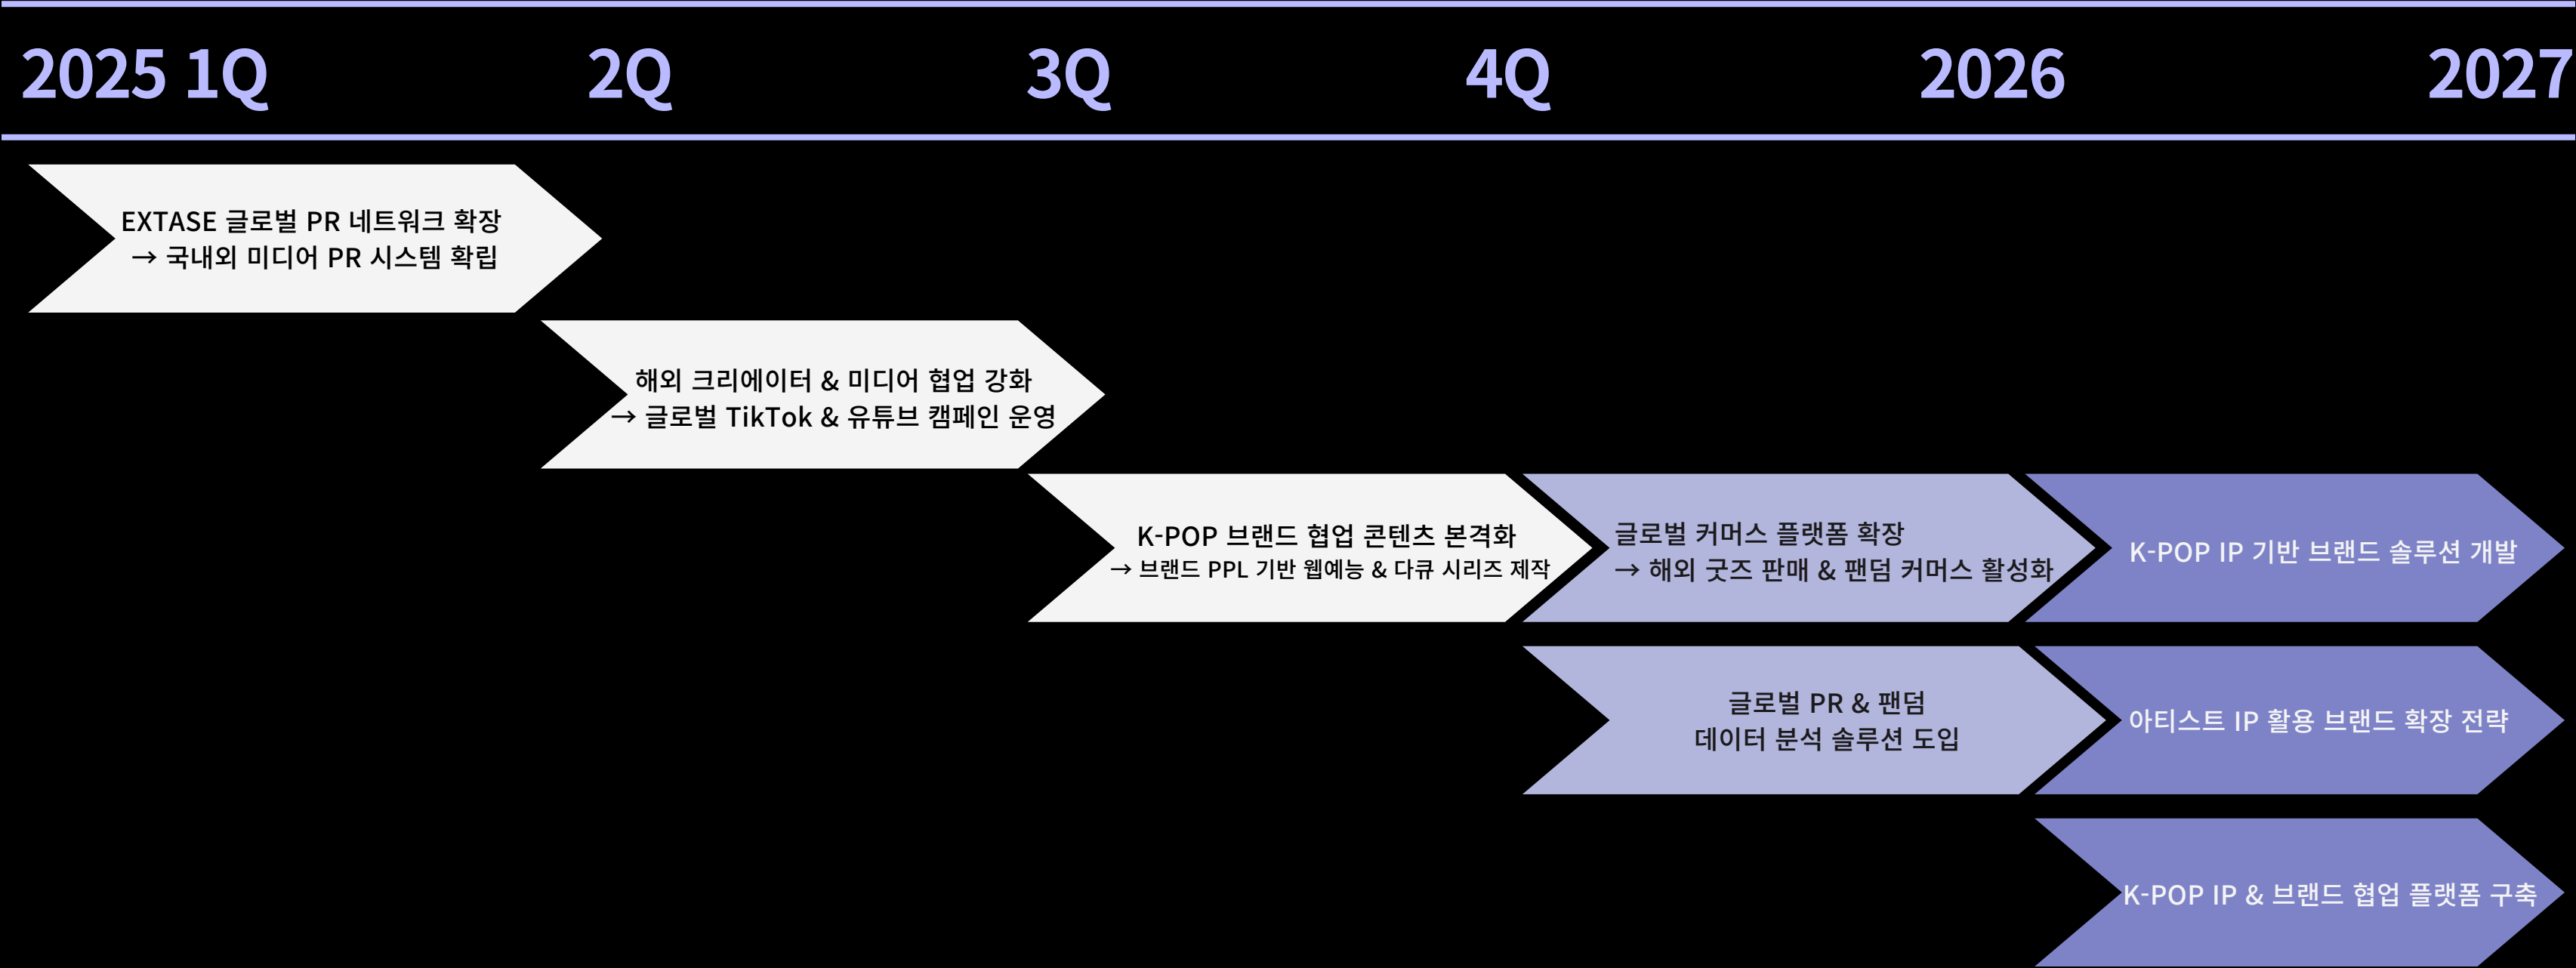 2025 1Q 2Q 3Q 4Q 2026 2027
EXTASE 글로벌 PR 네트워크 확장
→ 국내외 미디어 PR 시스템 확립
해외 크리에이터 & 미디어 협업 강화
→ 글로벌 TikTok & 유튜브 캠페인 운영
K-POP 브랜드 협업 콘텐츠 본격화
→ 브랜드 PPL 기반 웹예능 & 다큐 시리즈 제작
글로벌 커머스 플랫폼 확장
→ 해외 굿즈 판매 & 팬덤 커머스 활성화
K-POP IP 기반 브랜드 솔루션 개발
글로벌 PR & 팬덤
데이터 분석 솔루션 도입
아티스트 IP 활용 브랜드 확장 전략
K-POP IP & 브랜드 협업 플랫폼 구축